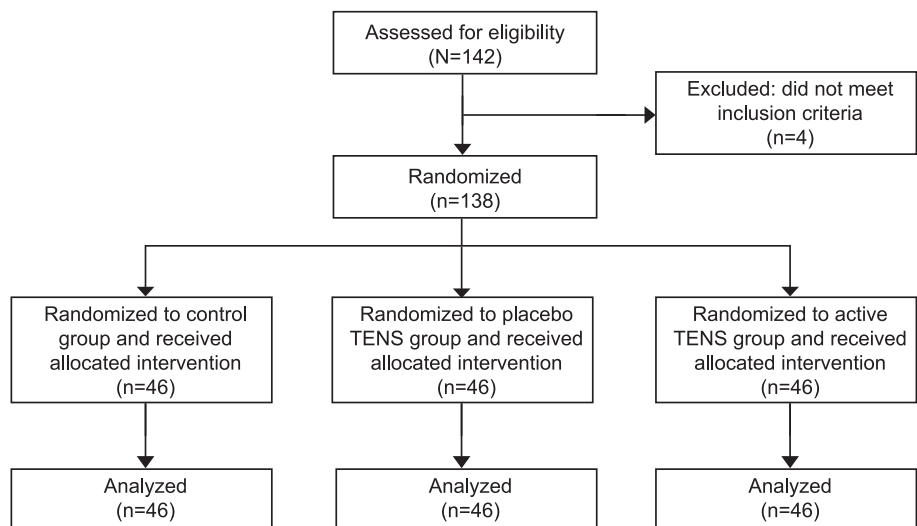 Assessed for eligibility
(N=142)
Excluded: did not meet
inclusion criteria
(n=4)
Randomized
(n=138)
Randomized to control
group and received
allocated intervention
(n=46)
Randomized to placebo
TENS group and received
allocated intervention
(n=46)
Randomized to active
TENS group and received
allocated intervention
(n=46)
Analyzed
(n=46)
Analyzed
(n=46)
Analyzed
(n=46)